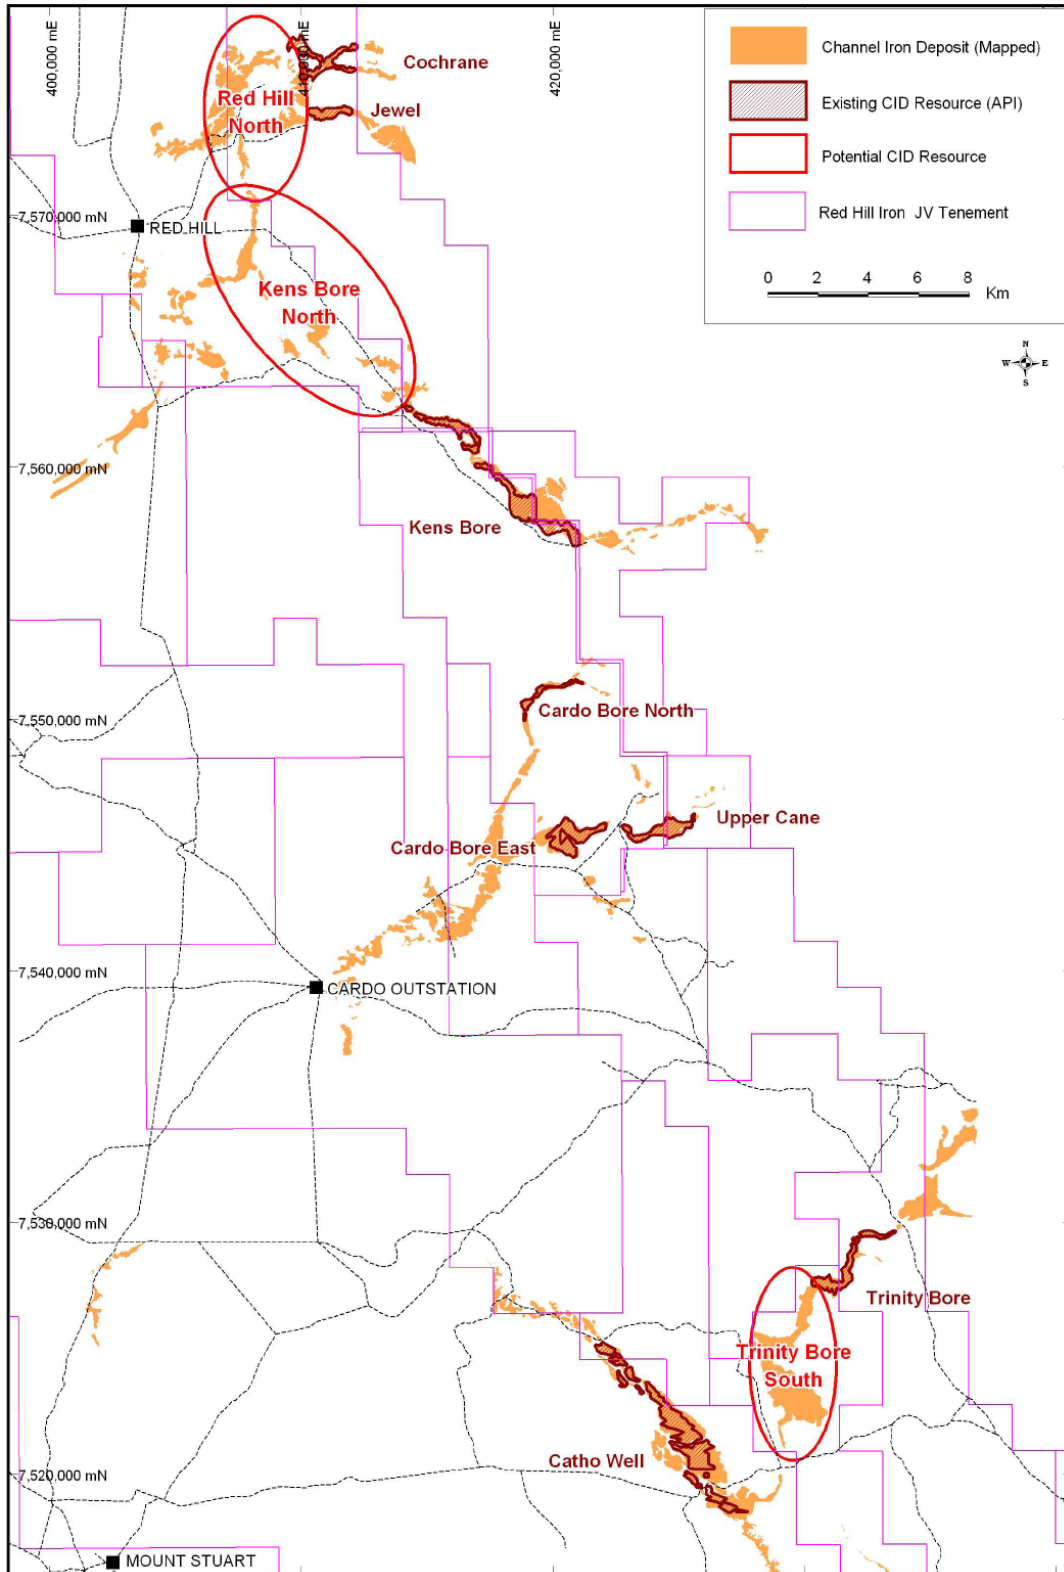 400,000 mE
410,000 mE
420,000 mE
Channel Iron Deposit (Mapped)
Existing CID Resource (API)
Potential CID Resource
Red Hill Iron JV Tenement
0 2 4 6 8
Km
N
W E
S
Cochrane
Red Hill
North
Jewel
7,570,000 mN
RED HILL
Kens Bore
North
7,560,000 mN
Kens Bore
Cardo Bore North
7,550,000 mN
Upper Cane
Cardo Bore East
7,540,000 mN
CARDO OUTSTATION
7,530,000 mN
Trinity Bore
Trinity Bore
South
Catho Well
7,520,000 mN
MOUNT STUART